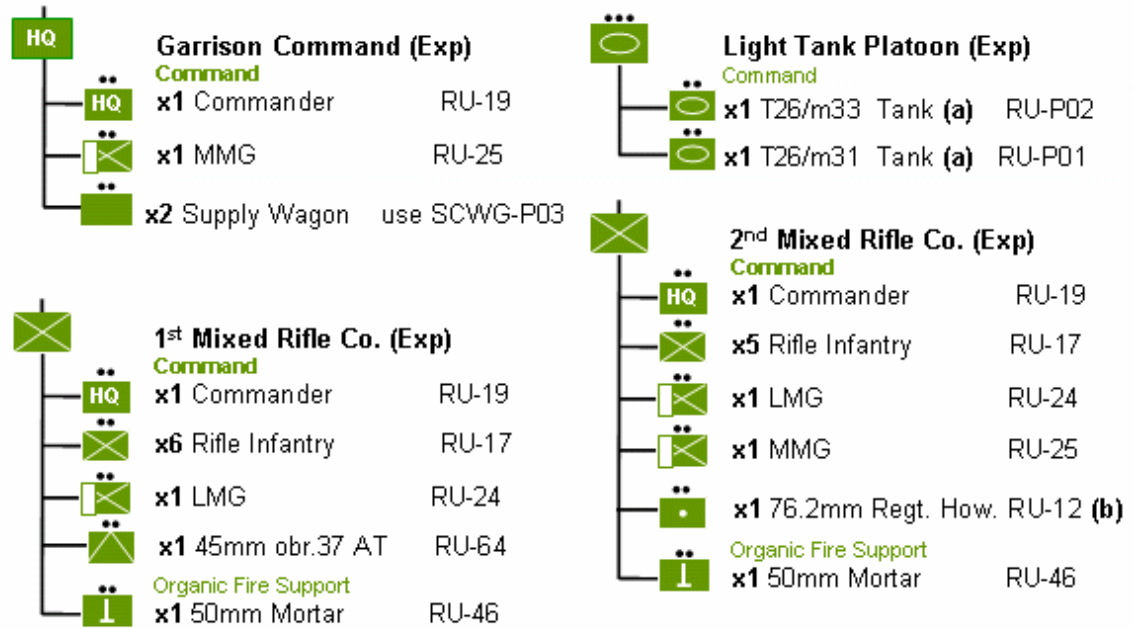 HQ
Garrison Command (Exp)
Command
HQ x1 Commander RU-19
x1 MMG RU-25
x2 Supply Wagon use SCWG-P03
1st Mixed Rifle Co. (Exp)
Command
HQ x1 Commander RU-19
x6 Rifle Infantry RU-17
x1 LMG RU-24
x1 45mm obr.37 AT RU-64
Organic Fire Support
x1 50mm Mortar RU-46
Light Tank Platoon (Exp)
Command
x1 T26/m33 Tank (a) RU-P02
x1 T26/m31 Tank (a) RU-P01
2nd Mixed Rifle Co. (Exp)
Command
HQ x1 Commander RU-19
x5 Rifle Infantry RU-17
x1 LMG RU-24
x1 MMG RU-25
x1 76.2mm Regt. How. RU-12 (b)
Organic Fire Support
x1 50mm Mortar RU-46